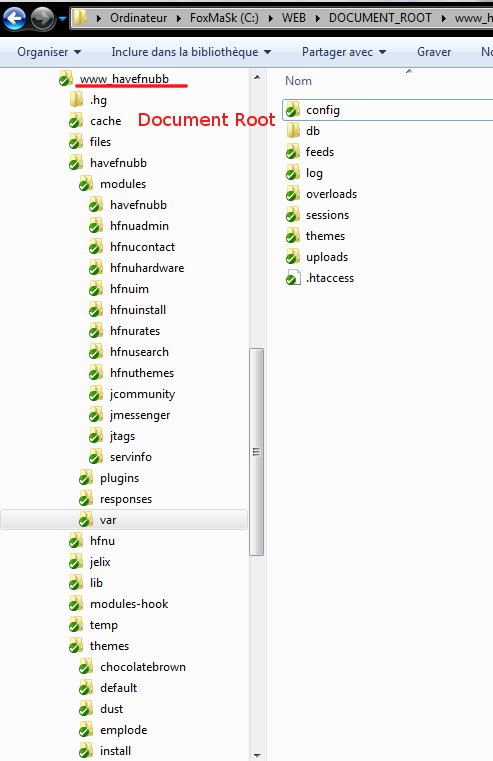 Ordinateur ▸ FoxMaSk (C:) ▸ WEB ▸ DOCUMENT_ROOT ▸ www_h
Organiser Inclure dans la bibliothèque Partager avec Graver
www_havefnubb
.hg
cache
Document Root
files
havefnubb
modules
havefnubb
hfnuadmin
hfnucontact
hfnuhardware
hfnuim
hfnuinstall
hfnurates
hfnusearch
hfnuthemes
jcommunity
jmessenger
jtags
servinfo
plugins
responses
var
hfnu
jelix
lib
modules-hook
temp
themes
chocolatebrown
default
dust
emplode
install
Nom
config
db
feeds
log
overloads
sessions
themes
uploads
.htaccess